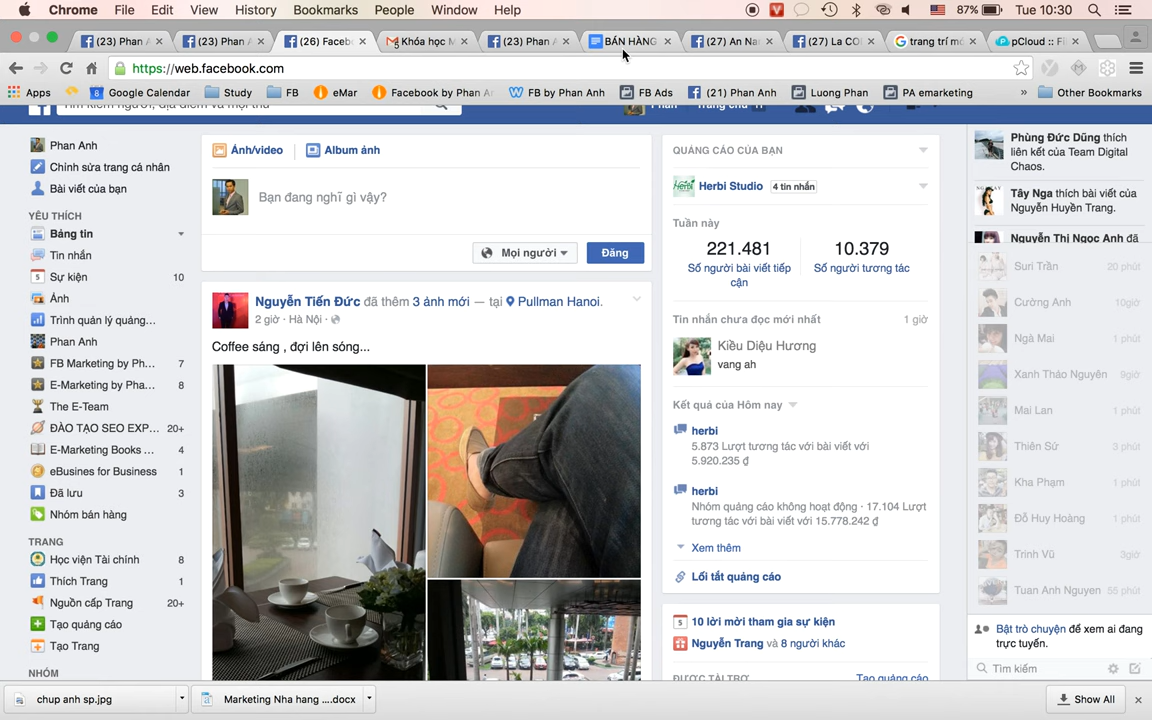 Chrome File Edit View History Bookmarks People Window Help
87% Tue 10:30
(23) Phan A
(23) Phan A
(26) Faceb
Khóa học M
(23) Phan A
BÁN HÀNG
(27) An Na
(27) La CO
trang trí mó
pCloud :: Fi
https://web.facebook.com
Apps
8 Google Calendar
Study
FB
eMar
Facebook by Phan A
FB by Phan Anh
FB Ads
(21) Phan Anh
Luong Phan
PA emarketing
»
Other Bookmarks
Phan Anh
Chỉnh sửa trang cá nhân
Bài viết của bạn
YÊU THÍCH
Bảng tin
Tin nhắn
5 Sự kiện 10
Ảnh
Trình quản lý quảng...
Phan Anh
FB Marketing by Ph... 7
E-Marketing by Pha... 8
The E-Team
ĐÀO TẠO SEO EXP... 20+
E-Marketing Books ... 4
eBusines for Business 1
Đã lưu 3
Nhóm bán hàng
TRANG
Học viện Tài chính 8
Thích Trang 1
Nguồn cấp Trang 20+
Tạo quảng cáo
Tạo Trang
NHÓM
Ảnh/video
Album ảnh
Bạn đang nghĩ gì vậy?
Mọi người
Đăng
Nguyễn Tiến Đức đã thêm 3 ảnh mới — tại Pullman Hanoi.
2 giờ · Hà Nội ·
Coffee sáng , đợi lên sóng...
QUẢNG CÁO CỦA BẠN
Herbi Herbi Studio 4 tin nhắn
Tuần này
221.481
Số người bài viết tiếp
cận
10.379
Số người tương tác
Tin nhắn chưa đọc mới nhất 1 giờ
Kiều Diệu Hương
vang ah
Kết quả của Hôm nay
herbi
5.873 Lượt tương tác với bài viết với
5.920.235 ₫
herbi
Nhóm quảng cáo không hoạt động · 17.104 Lượt
tương tác với bài viết với 15.778.242 ₫
Xem thêm
Lối tắt quảng cáo
5 10 lời mời tham gia sự kiện
Nguyễn Trang và 8 người khác
ĐƯỢC TÀI TRỢ Tạo quảng cáo
Phùng Đức Dũng thích
liên kết của Team Digital
Chaos.
Tây Nga thích bài viết của
Nguyễn Huyền Trang.
Nguyễn Thị Ngọc Anh đã
Suri Trần 20 phút
Cường Anh 10giờ
Ngà Mai 1 phút
Xanh Thảo Nguyên 9giờ
Mai Lan 1 phút
Thiên Sứ 3 phút
Kha Phạm 1 phút
Đỗ Huy Hoàng 1 phút
Trinh Vũ 3giờ
Tuan Anh Nguyen 55 phút
Bật trò chuyện để xem ai đang
trực tuyến.
Tìm kiếm
chup anh sp.jpg
Marketing Nha hang ....docx
Show All